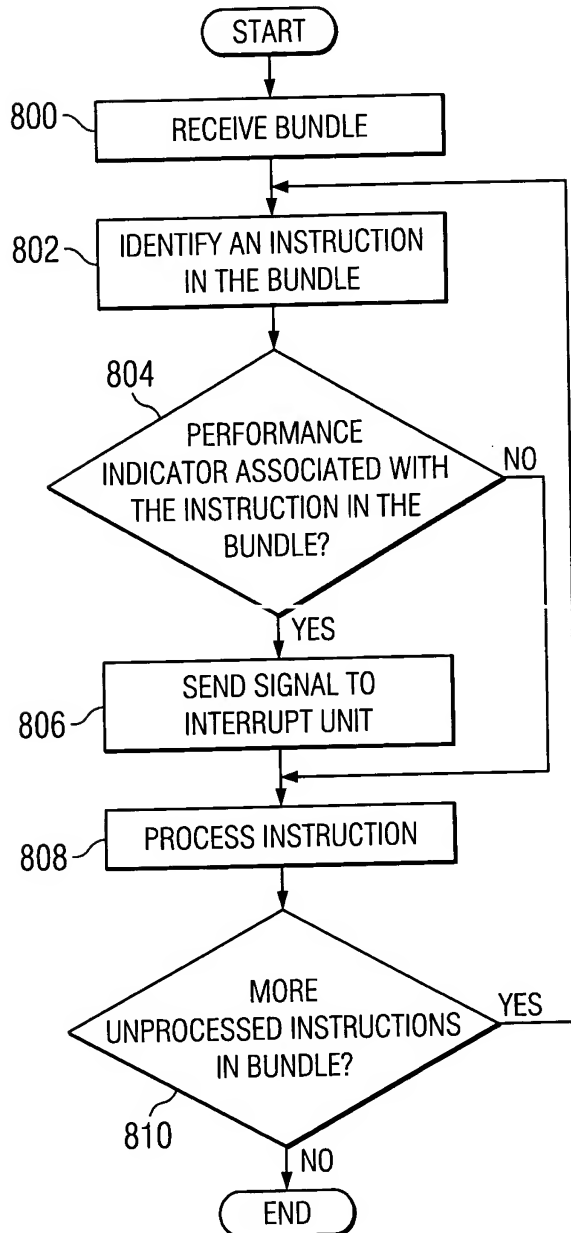 START
800
RECEIVE BUNDLE
802
IDENTIFY AN INSTRUCTION
IN THE BUNDLE
804
PERFORMANCE
INDICATOR ASSOCIATED WITH
THE INSTRUCTION IN THE
BUNDLE?
NO
YES
806
SEND SIGNAL TO
INTERRUPT UNIT
808
PROCESS INSTRUCTION
MORE
UNPROCESSED INSTRUCTIONS
IN BUNDLE?
YES
810
NO
END